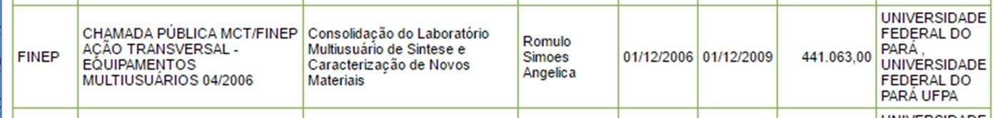 FINEP
CHAMADA PÚBLICA MCT/FINEP
AÇÃO TRANSVERSAL -
EQUIPAMENTOS
MULTIUSUÁRIOS 04/2006
Consolidação do Laboratório
Multiusuário de Sintese e
Caracterização de Novos
Materiais
Romulo
Simoes
Angelica
01/12/2006
01/12/2009
441.063,00
UNIVERSIDADE
FEDERAL DO
PARÁ ,
UNIVERSIDADE
FEDERAL DO
PARÁ UFPA